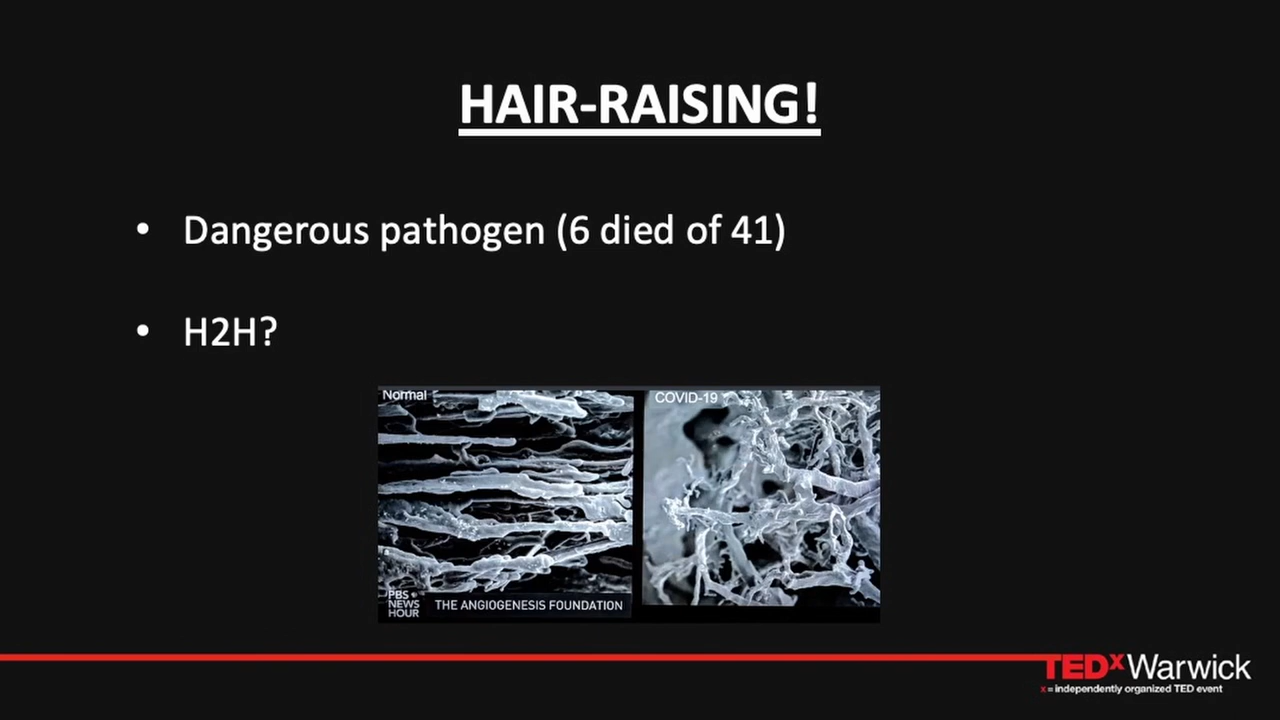 HAIR-RAISING!
• Dangerous pathogen (6 died of 41)
• H2H?
Normal
COVID-19
PBS
NEWS
HOUR
THE ANGIOGENESIS FOUNDATION
TEDxWarwick
x = independently organized TED event